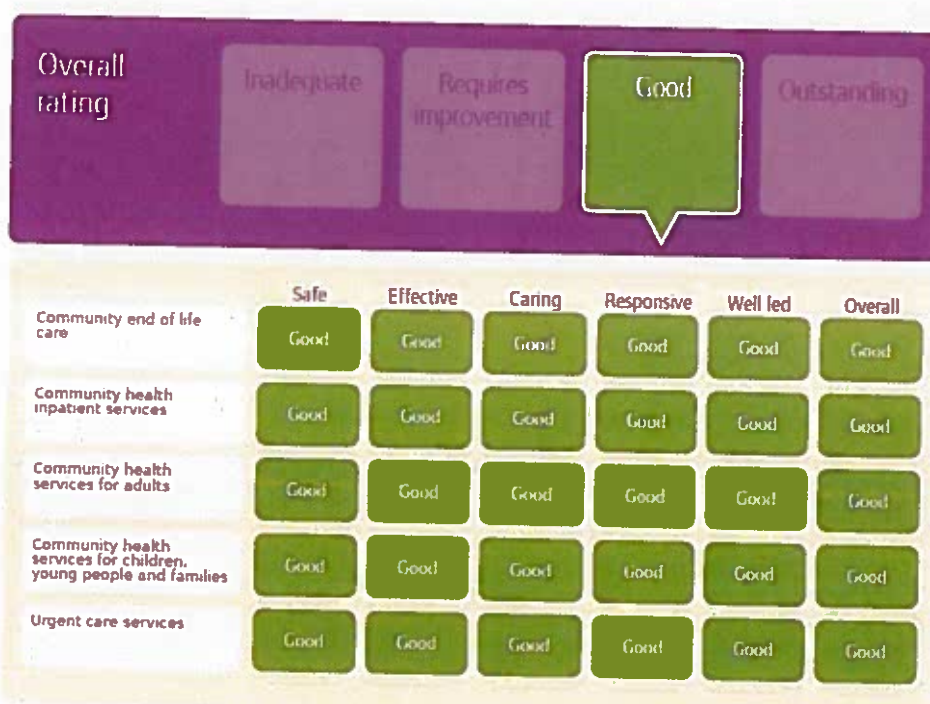 Overall
rating
Inadequate
Requires
improvement
Good
Outstanding
Safe Effective Caring Responsive Well led Overall
Community end of life
care
Good Good Good Good Good Good
Community health
inpatient services
Good Good Good Good Good Good
Community health
services for adults
Good Good Good Good Good Good
Community health
services for children,
young people and families
Good Good Good Good Good Good
Urgent care services
Good Good Good Good Good Good